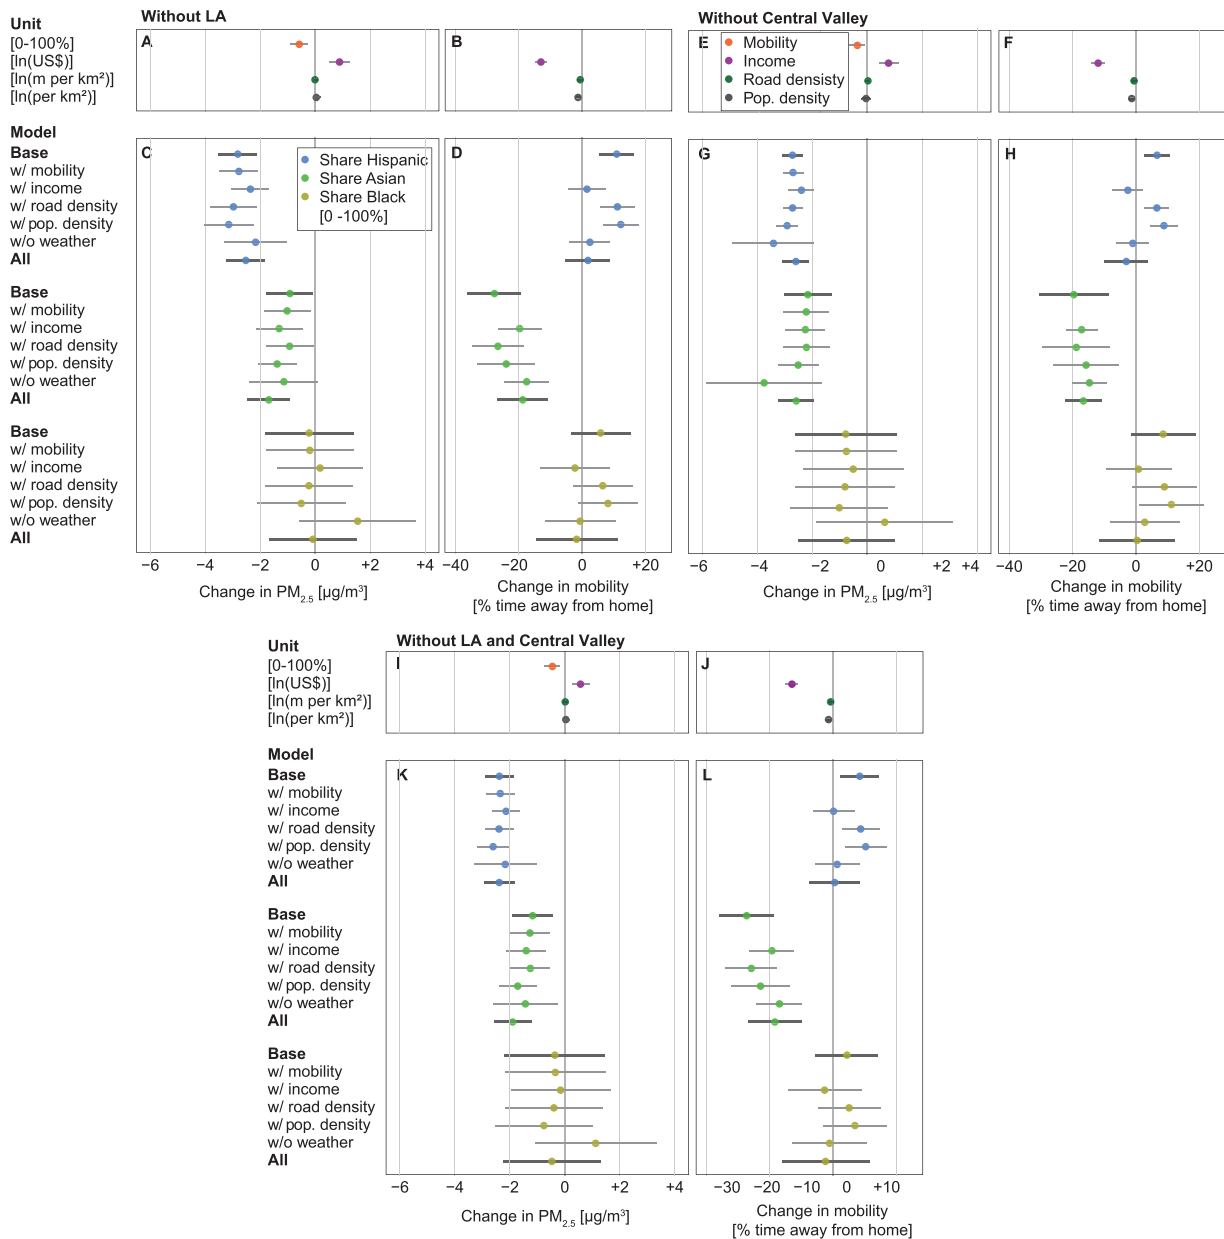 Without LA
Unit
[0-100%]
[ln(US$)]
[ln(m per km²)]
[ln(per km²)]
A
B
Without Central Valley
E
Mobility
Income
Road densisty
Pop. density
F
Model
Base
w/ mobility
w/ income
w/ road density
w/ pop. density
w/o weather
All
Base
w/ mobility
w/ income
w/ road density
w/ pop. density
w/o weather
All
Base
w/ mobility
w/ income
w/ road density
w/ pop. density
w/o weather
All
C
Share Hispanic
Share Asian
Share Black
[0 -100%]
D
G
H
−6 −4 −2 0 +2 +4
Change in PM2.5 [µg/m³]
−40 −20 0 +20
Change in mobility
[% time away from home]
−6 −4 −2 0 +2 +4
Change in PM2.5 [µg/m³]
−40 −20 0 +20
Change in mobility
[% time away from home]
Without LA and Central Valley
Unit
[0-100%]
[ln(US$)]
[ln(m per km²)]
[ln(per km²)]
I
J
Model
Base
w/ mobility
w/ income
w/ road density
w/ pop. density
w/o weather
All
Base
w/ mobility
w/ income
w/ road density
w/ pop. density
w/o weather
All
Base
w/ mobility
w/ income
w/ road density
w/ pop. density
w/o weather
All
K
L
−6 −4 −2 0 +2 +4
Change in PM2.5 [µg/m³]
−30 −20 −10 0 +10
Change in mobility
[% time away from home]